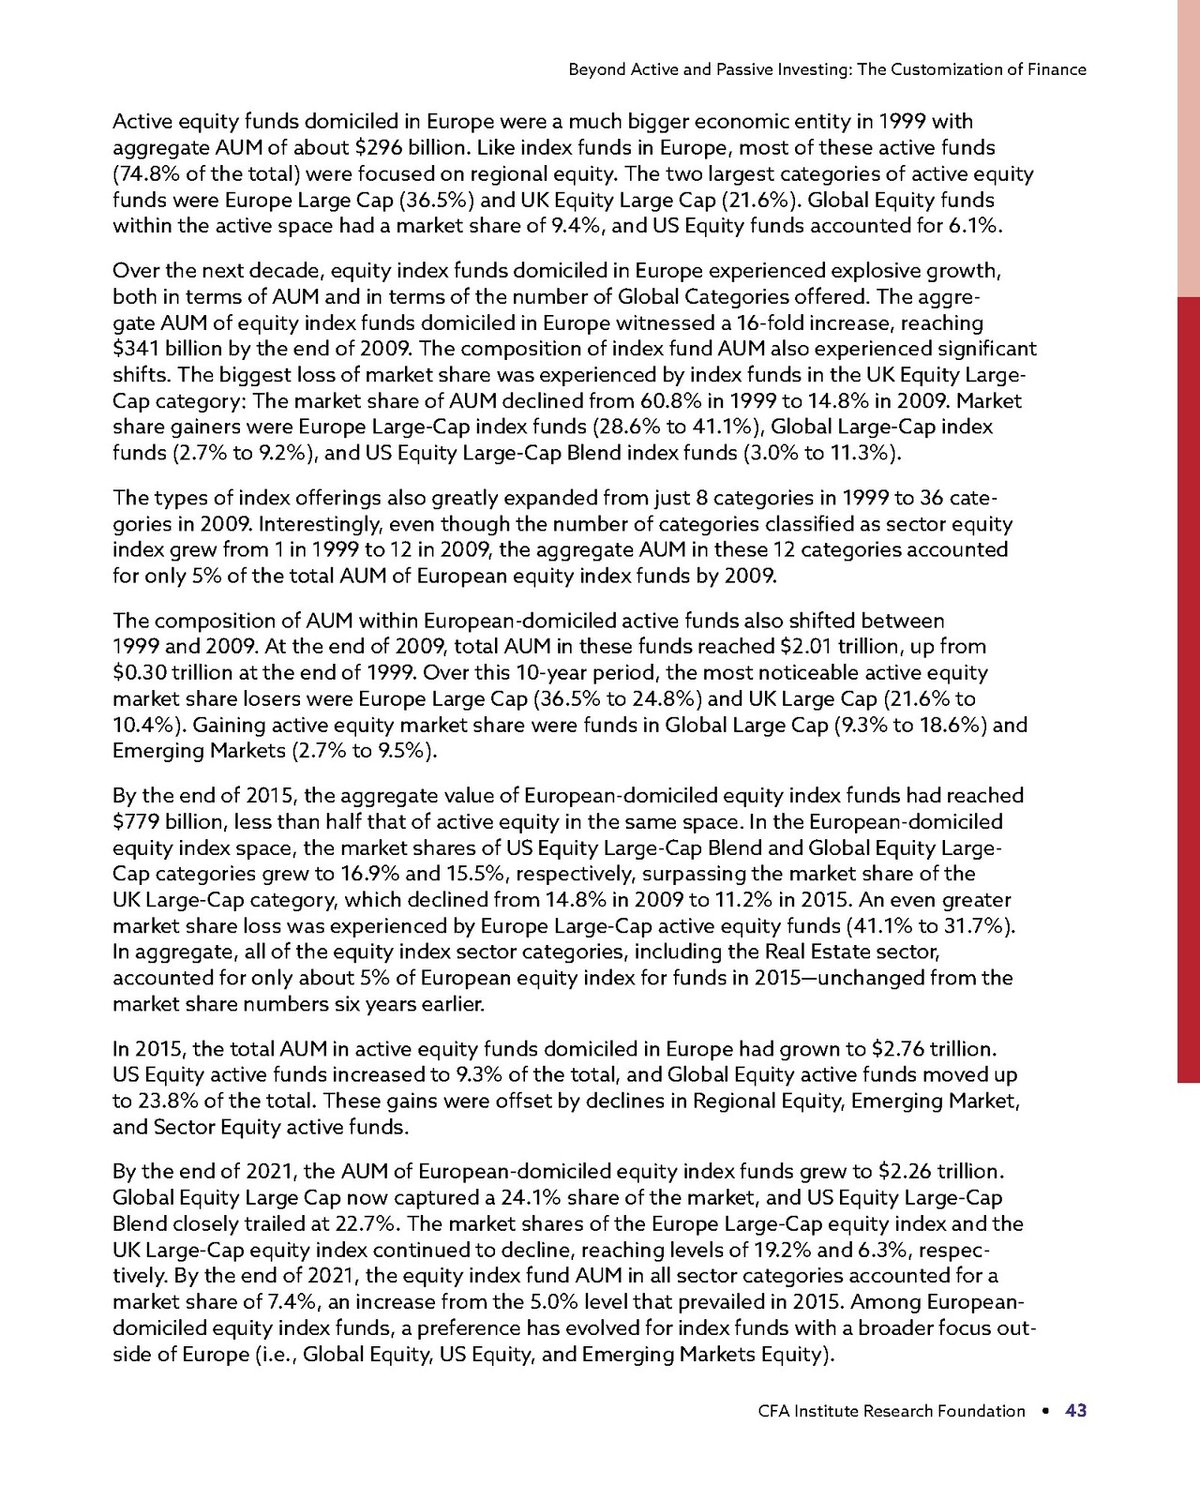 Beyond Active and Passive Investing: The Customization of Finance
Active equity funds domiciled in Europe were a much bigger economic entity in 1999 with
aggregate AUM of about $296 billion. Like index funds in Europe, most of these active funds
(74.8% of the total) were focused on regional equity. The two largest categories of active equity
funds were Europe Large Cap (36.5%) and UK Equity Large Cap (21.6%). Global Equity funds
within the active space had a market share of 9.4%, and US Equity funds accounted for 6.1%.
Over the next decade, equity index funds domiciled in Europe experienced explosive growth,
both in terms of AUM and in terms of the number of Global Categories offered. The aggre-
gate AUM of equity index funds domiciled in Europe witnessed a 16-fold increase, reaching
$341 billion by the end of 2009. The composition of index fund AUM also experienced significant
shifts. The biggest loss of market share was experienced by index funds in the UK Equity Large-
Cap category: The market share of AUM declined from 60.8% in 1999 to 14.8% in 2009. Market
share gainers were Europe Large-Cap index funds (28.6% to 41.1%), Global Large-Cap index
funds (2.7% to 9.2%), and US Equity Large-Cap Blend index funds (3.0% to 11.3%).
The types of index offerings also greatly expanded from just 8 categories in 1999 to 36 cate-
gories in 2009. Interestingly, even though the number of categories classified as sector equity
index grew from 1 in 1999 to 12 in 2009, the aggregate AUM in these 12 categories accounted
for only 5% of the total AUM of European equity index funds by 2009.
The composition of AUM within European-domiciled active funds also shifted between
1999 and 2009. At the end of 2009, total AUM in these funds reached $2.01 trillion, up from
$0.30 trillion at the end of 1999. Over this 10-year period, the most noticeable active equity
market share losers were Europe Large Cap (36.5% to 24.8%) and UK Large Cap (21.6% to
10.4%). Gaining active equity market share were funds in Global Large Cap (9.3% to 18.6%) and
Emerging Markets (2.7% to 9.5%).
By the end of 2015, the aggregate value of European-domiciled equity index funds had reached
$779 billion, less than half that of active equity in the same space. In the European-domiciled
equity index space, the market shares of US Equity Large-Cap Blend and Global Equity Large-
Cap categories grew to 16.9% and 15.5%, respectively, surpassing the market share of the
UK Large-Cap category, which declined from 14.8% in 2009 to 11.2% in 2015. An even greater
market share loss was experienced by Europe Large-Cap active equity funds (41.1% to 31.7%).
In aggregate, all of the equity index sector categories, including the Real Estate sector,
accounted for only about 5% of European equity index for funds in 2015—unchanged from the
market share numbers six years earlier.
In 2015, the total AUM in active equity funds domiciled in Europe had grown to $2.76 trillion.
US Equity active funds increased to 9.3% of the total, and Global Equity active funds moved up
to 23.8% of the total. These gains were offset by declines in Regional Equity, Emerging Market,
and Sector Equity active funds.
By the end of 2021, the AUM of European-domiciled equity index funds grew to $2.26 trillion.
Global Equity Large Cap now captured a 24.1% share of the market, and US Equity Large-Cap
Blend closely trailed at 22.7%. The market shares of the Europe Large-Cap equity index and the
UK Large-Cap equity index continued to decline, reaching levels of 19.2% and 6.3%, respec-
tively. By the end of 2021, the equity index fund AUM in all sector categories accounted for a
market share of 7.4%, an increase from the 5.0% level that prevailed in 2015. Among European-
domiciled equity index funds, a preference has evolved for index funds with a broader focus out-
side of Europe (i.e., Global Equity, US Equity, and Emerging Markets Equity).
CFA Institute Research Foundation • 43